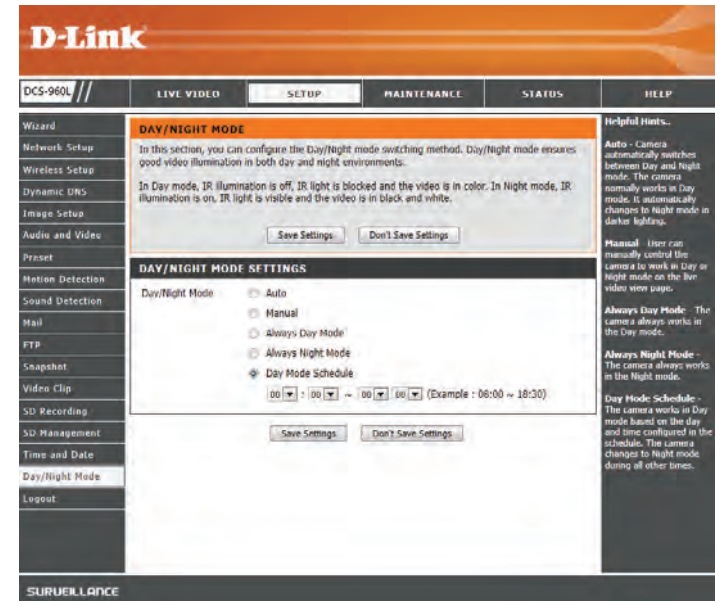 D-Link
DCS-960L //
LIVE VIDEO
SETUP
MAINTENANCE
STATUS
HELP
Wizard
Network Setup
Wireless Setup
Dynamic DNS
Image Setup
Audio and Video
Preset
Motion Detection
Sound Detection
Mail
FTP
Snapshot
Video Clip
SD Recording
SD Management
Time and Date
Day/Night Mode
Logout
DAY/NIGHT MODE
In this section, you can configure the Day/Night mode switching method. Day/Night mode ensures
good video illumination in both day and night environments.
In Day mode, IR illumination is off, IR light is blocked and the video is in color. In Night mode, IR
illumination is on, IR light is visible and the video is in black and white.
Save Settings Don't Save Settings
DAY/NIGHT MODE SETTINGS
Day/Night Mode
Auto
Manual
Always Day Mode
Always Night Mode
Day Mode Schedule
00 : 00 ~ 00 00 (Example : 06:00 ~ 18:30)
Save Settings Don't Save Settings
Helpful Hints..
Auto - Camera
automatically switches
between Day and Night
mode. The camera
normally works in Day
mode. It automatically
changes to Night mode in
darker lighting.
Manual - User can
manually control the
camera to work in Day or
Night mode on the live
video view page.
Always Day Mode - The
camera always works in
the Day mode.
Always Night Mode -
The camera always works
in the Night mode.
Day Mode Schedule -
The camera works in Day
mode based on the day
and time configured in the
schedule. The camera
changes to Night mode
during all other times.
SURVEILLANCE